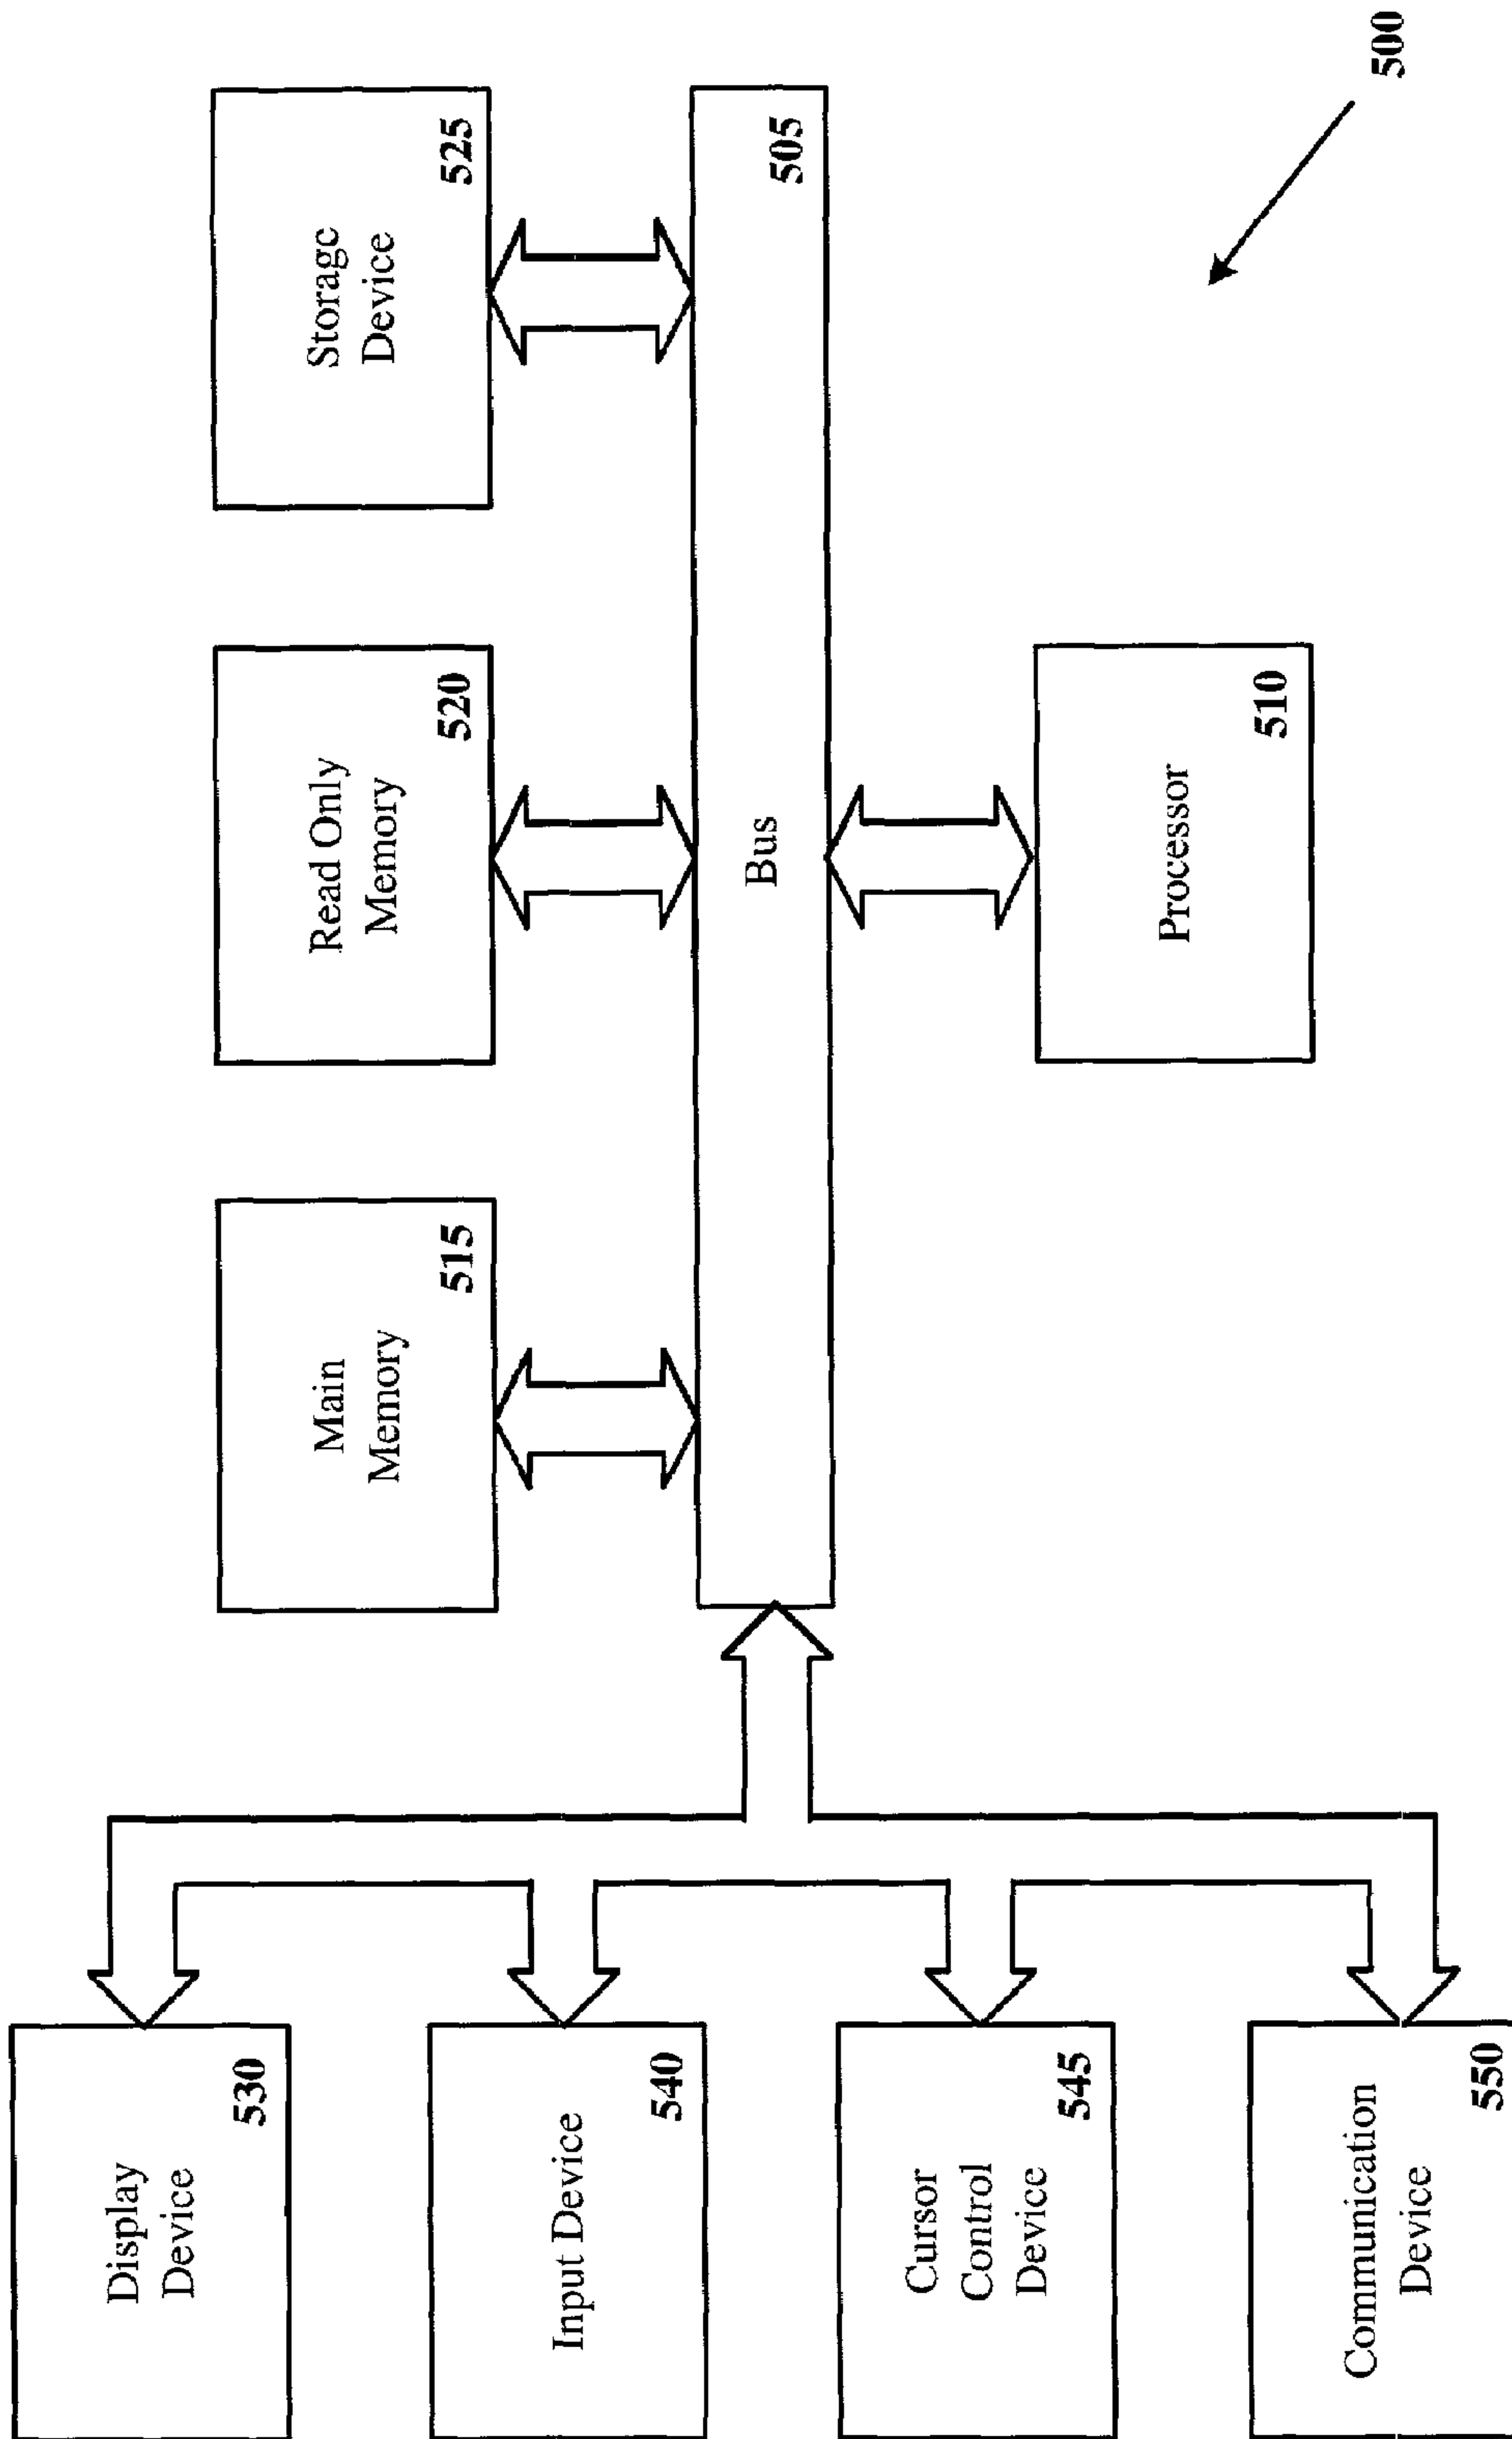 Display
Device
530
Input Device
540
Cursor
Control
Device
545
Communication
Device
550
Main
Memory
515
Read Only
Memory
520
Storage
Device
525
Bus
505
Processor
510
500